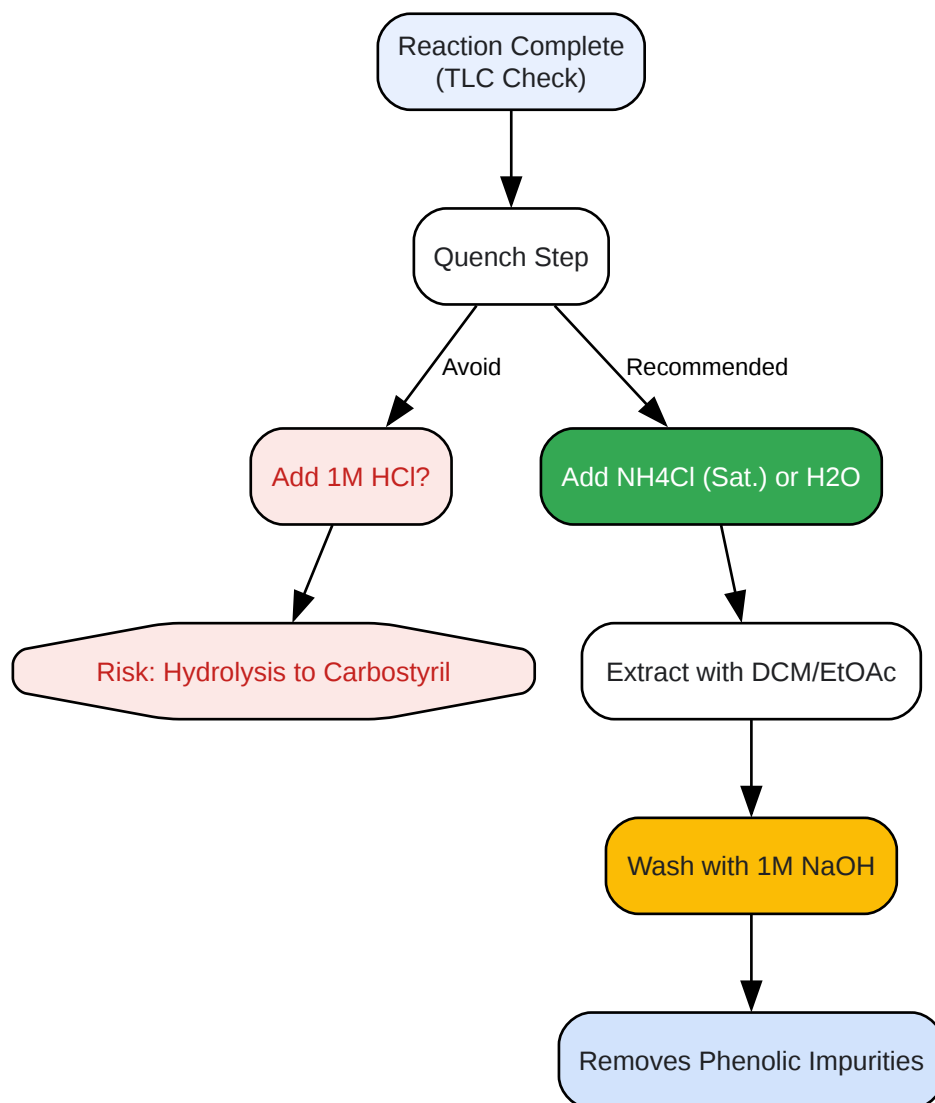 Reaction Complete
(TLC Check)
Quench Step
Avoid
Recommended
Add 1M HCl?
Add NH4Cl (Sat.) or H2O
Risk: Hydrolysis to Carbostyril
Extract with DCM/EtOAc
Wash with 1M NaOH
Removes Phenolic Impurities